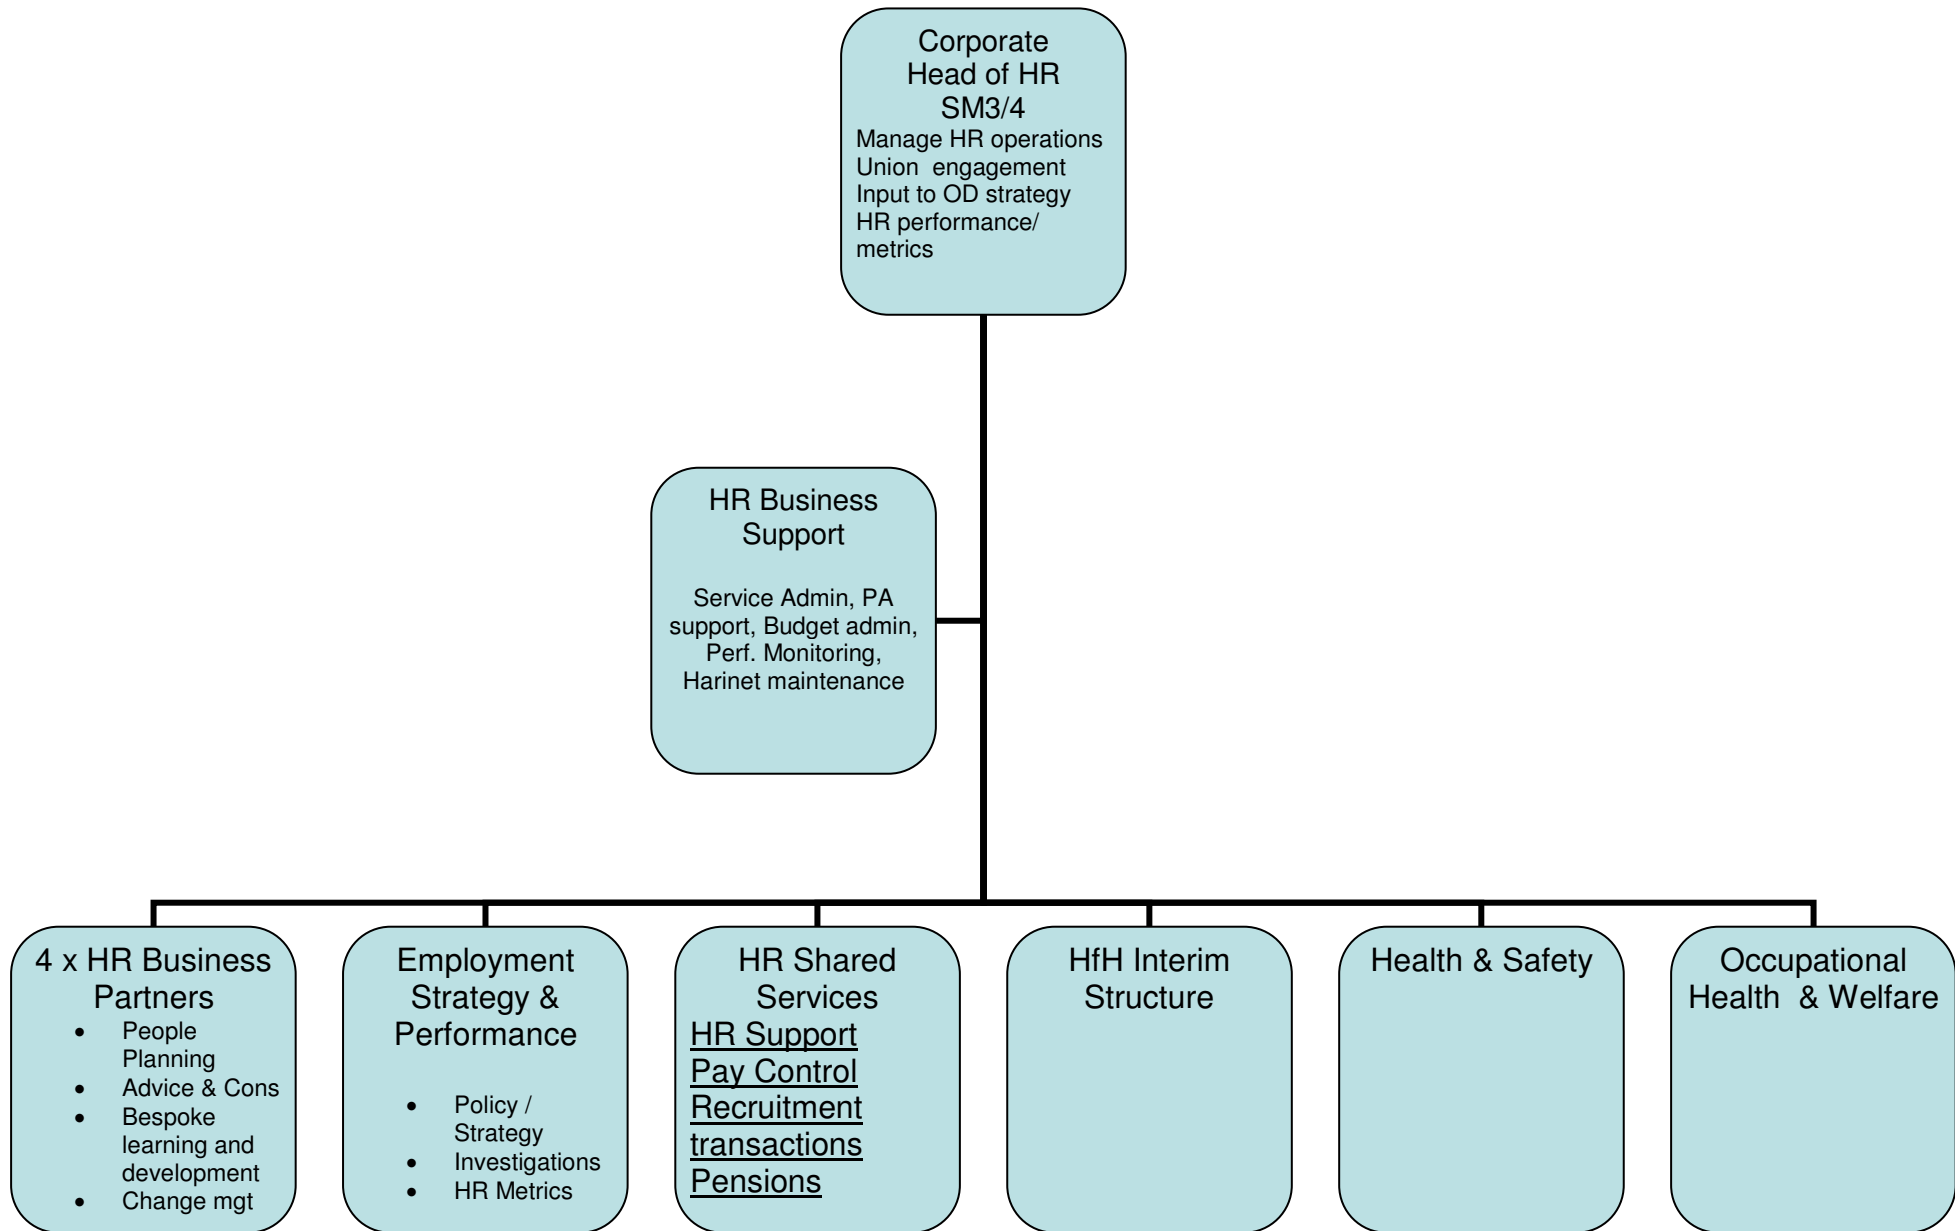 Corporate
Head of HR
SM3/4
Manage HR operations
Union  engagement
Input to OD strategy
HR performance/
metrics
HR Business
Support
Service Admin, PA
support, Budget admin,
Perf. Monitoring,
Harinet maintenance
4 x HR Business
Partners
• People
Planning
• Advice & Cons
• Bespoke
learning and
development
• Change mgt
Employment
Strategy &
Performance
• Policy /
Strategy
• Investigations
• HR Metrics
HR Shared
Services
HR Support
Pay Control
Recruitment
transactions
Pensions
HfH Interim
Structure
Health & Safety
Occupational
Health  & Welfare